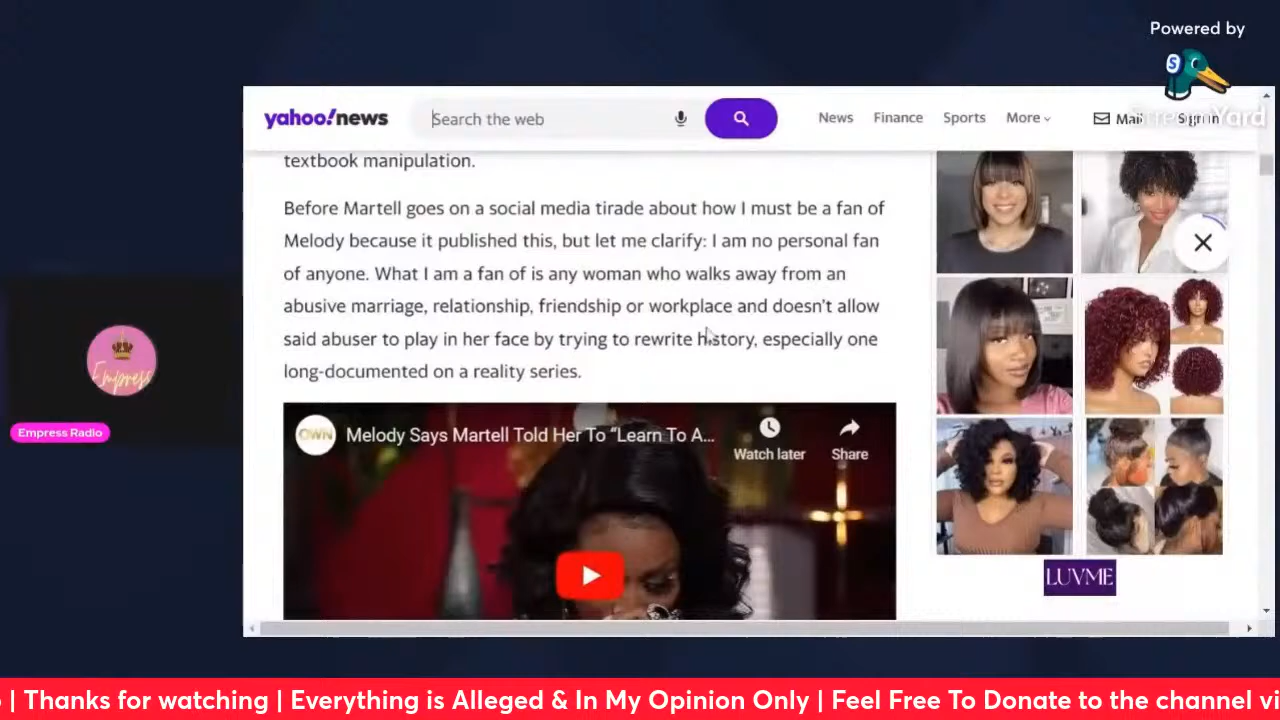 Powered by
S
StreamYard
yahoo!news
Search the web
News
Finance
Sports
More
Mail
Sign in
textbook manipulation.
Before Martell goes on a social media tirade about how I must be a fan of
Melody because it published this, but let me clarify: I am no personal fan
of anyone. What I am a fan of is any woman who walks away from an
abusive marriage, relationship, friendship or workplace and doesn’t allow
said abuser to play in her face by trying to rewrite history, especially one
long-documented on a reality series.
OWN
Melody Says Martell Told Her To “Learn To A...
Watch later
Share
LUVME
Empress
Empress Radio
| Thanks for watching | Everything is Alleged & In My Opinion Only | Feel Free To Donate to the channel vi